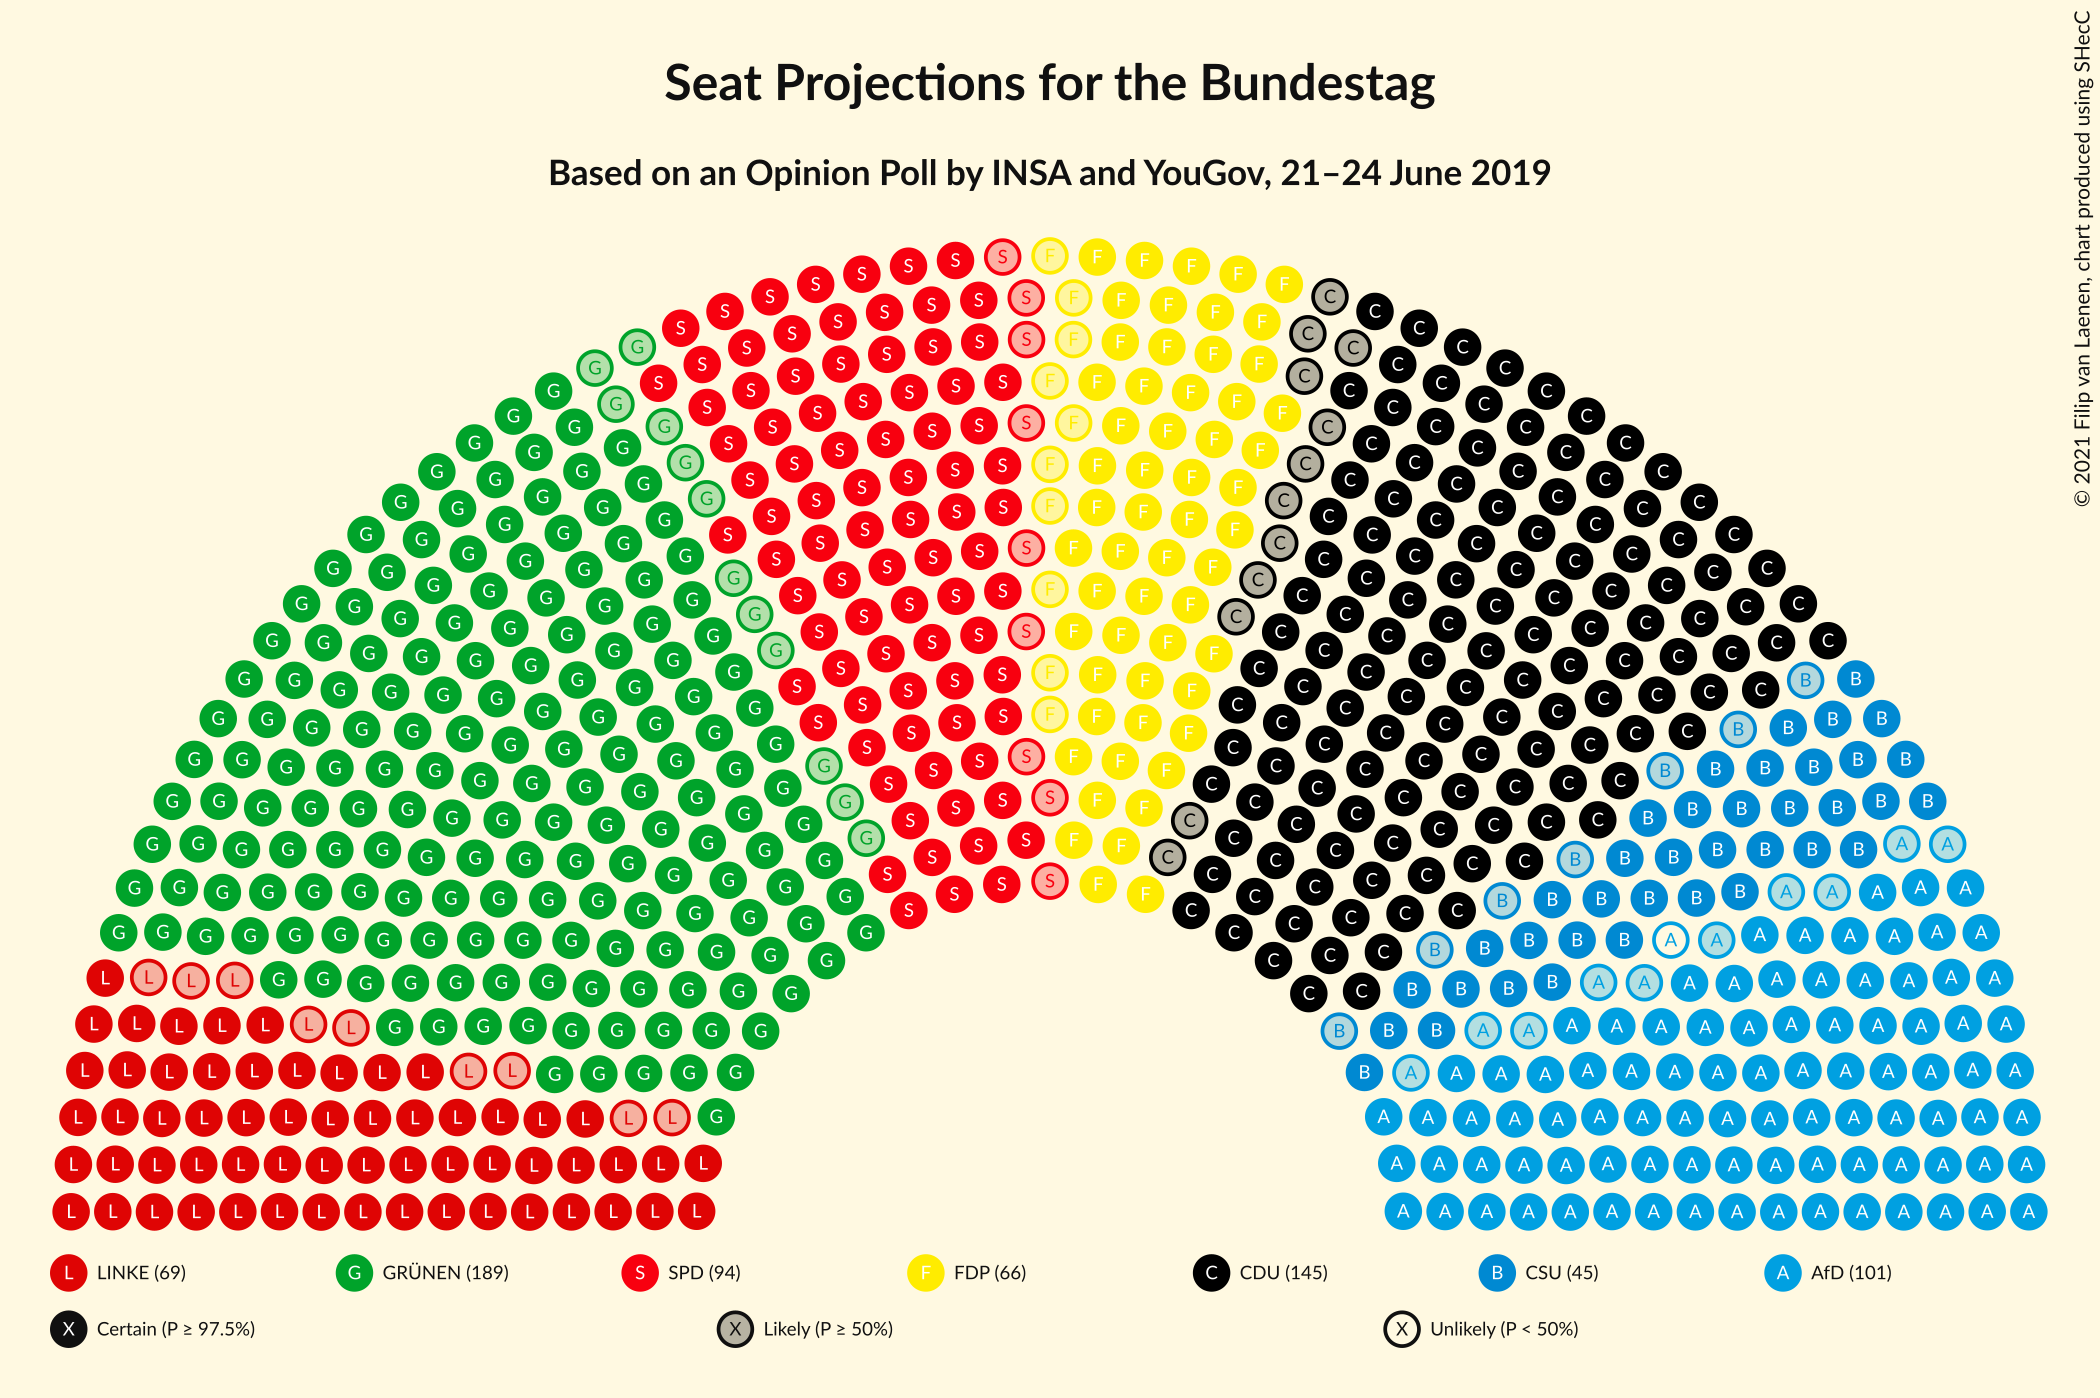 Seat Projections for the Bundestag
Based on an Opinion Poll by INSA and YouGov, 21–24 June 2019
© 2021 Filip van Laenen, chart produced using SHecC
L LINKE (69) G GRÜNEN (189) S SPD (94) F FDP (66) C CDU (145) B CSU (45) A AfD (101)
X Certain (P ≥ 97.5%) X Likely (P ≥ 50%) X Unlikely (P < 50%)